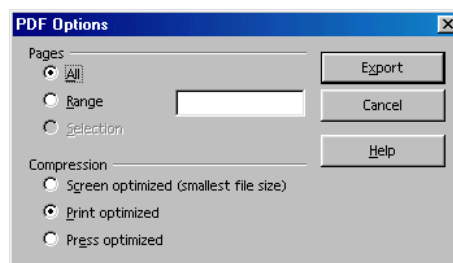 PDF Options
Pages
All
Export
Range
Cancel
Selection
Help
Compression
Screen optimized (smallest file size)
Print optimized
Press optimized